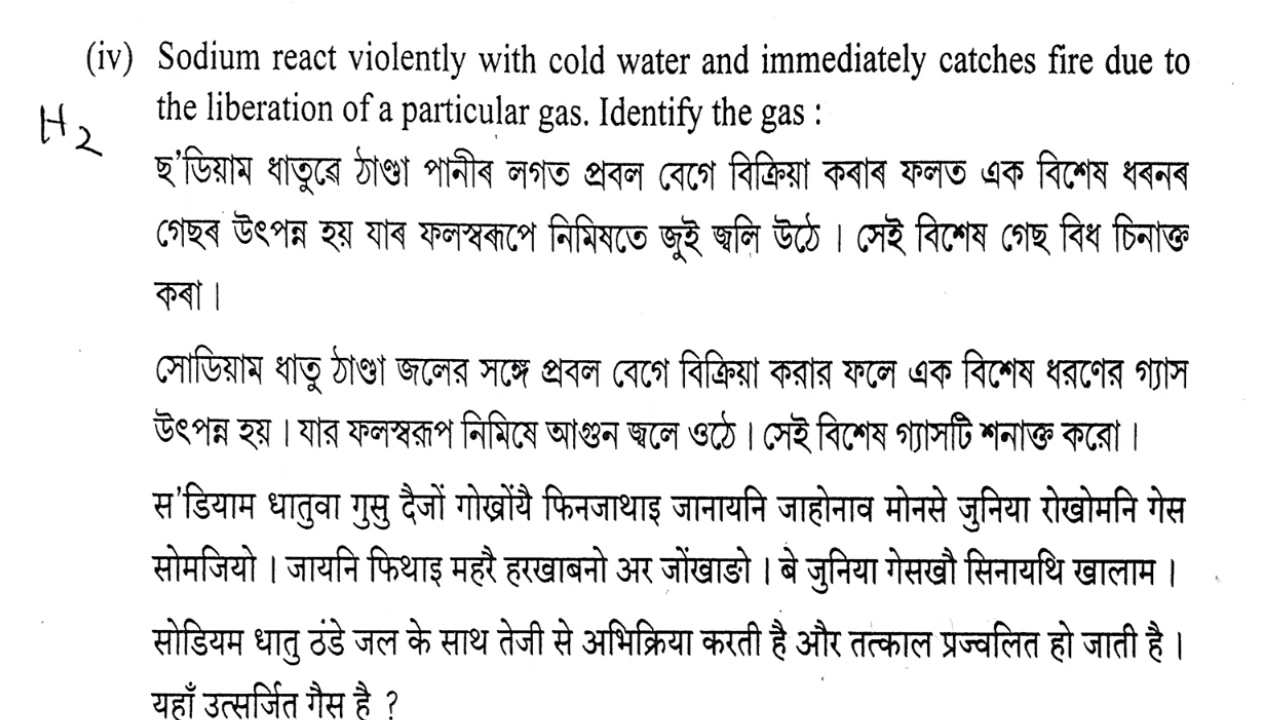 (iv) Sodium react violently with cold water and immediately catches fire due to
the liberation of a particular gas. Identify the gas :
H2
ছ'ডিয়াম ধাতুৱে ঠাণ্ডা পানীৰ লগত প্ৰবল বেগে বিক্ৰিয়া কৰাৰ ফলত এক বিশেষ ধৰনৰ
গেছৰ উৎপন্ন হয় যাৰ ফলস্বৰূপে নিমিষতে জুই জ্বলি উঠে । সেই বিশেষ গেছ বিধ চিনাক্ত
কৰা ।
সোডিয়াম ধাতু ঠাণ্ডা জলের সঙ্গে প্রবল বেগে বিক্রিয়া করার ফলে এক বিশেষ ধরণের গ্যাস
উৎপন্ন হয় । যার ফলস্বরূপ নিমিষে আগুন জ্বলে ওঠে । সেই বিশেষ গ্যাসটি শনাক্ত করো ।
स'डियाम धातुवा गुसु दैजों गोख्रोंयै फिनजाथाइ जानायनि जाहोनाव मोनसे जुनिया रोखोमनि गेस
सोमजियो । जायनि फिथाइ महरै हरखाबनो अर जोंखाङो । बे जुनिया गेसखौ सिनायथि खालाम ।
सोडियम धातु ठंडे जल के साथ तेजी से अभिक्रिया करती है और तत्काल प्रज्वलित हो जाती है ।
यहाँ उत्सर्जित गैस है ?